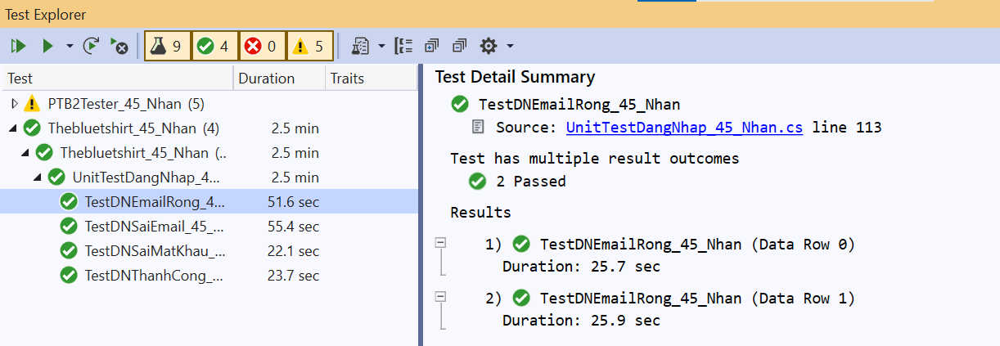 Test Explorer
9 4 0 5
Test Duration Traits
PTB2Tester_45_Nhan (5)
Thebluetshirt_45_Nhan (4) 2.5 min
Thebluetshirt_45_Nhan (.. 2.5 min
UnitTestDangNhap_4... 2.5 min
TestDNEmailRong_4... 51.6 sec
TestDNSaiEmail_45_... 55.4 sec
TestDNSaiMatKhau_... 22.1 sec
TestDNThanhCong_... 23.7 sec
Test Detail Summary
TestDNEmailRong_45_Nhan
Source: UnitTestDangNhap_45_Nhan.cs line 113
Test has multiple result outcomes
2 Passed
Results
1) TestDNEmailRong_45_Nhan (Data Row 0)
Duration: 25.7 sec
2) TestDNEmailRong_45_Nhan (Data Row 1)
Duration: 25.9 sec